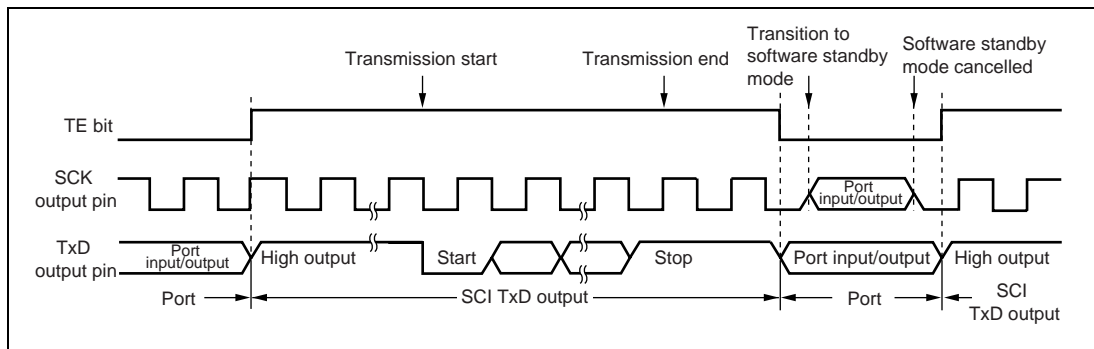 Transmission start
Transmission end
Transition to
software standby
mode
Software standby
mode cancelled
TE bit
SCK
output pin
Port
input/output
TxD
output pin
Port
input/output
High output
Start
Stop
Port input/output
High output
Port
SCI TxD output
Port
SCI
TxD output